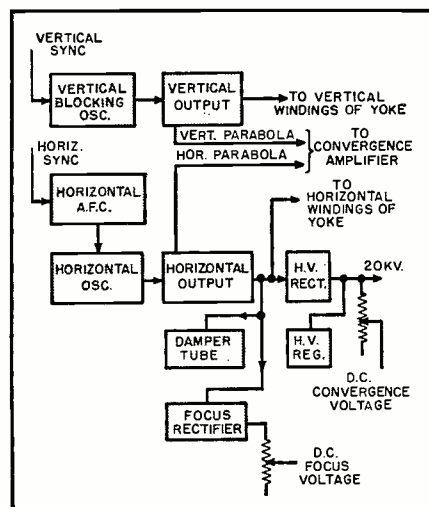 VERTICAL
SYNC
VERTICAL
BLOCKING
OSC.
VERTICAL
OUTPUT
TO VERTICAL
WINDINGS OF YOKE
VERT. PARABOLA
HOR. PARABOLA
TO
CONVERGENCE
AMPLIFIER
HORIZ.
SYNC
HORIZONTAL
A.F.C.
TO
HORIZONTAL
WINDINGS OF
YOKE
HORIZONTAL
OSC.
HORIZONTAL
OUTPUT
H.V.
RECT.
20KV.
DAMPER
TUBE
H.V.
REG.
D.C.
CONVERGENCE
VOLTAGE
FOCUS
RECTIFIER
D.C.
FOCUS
VOLTAGE